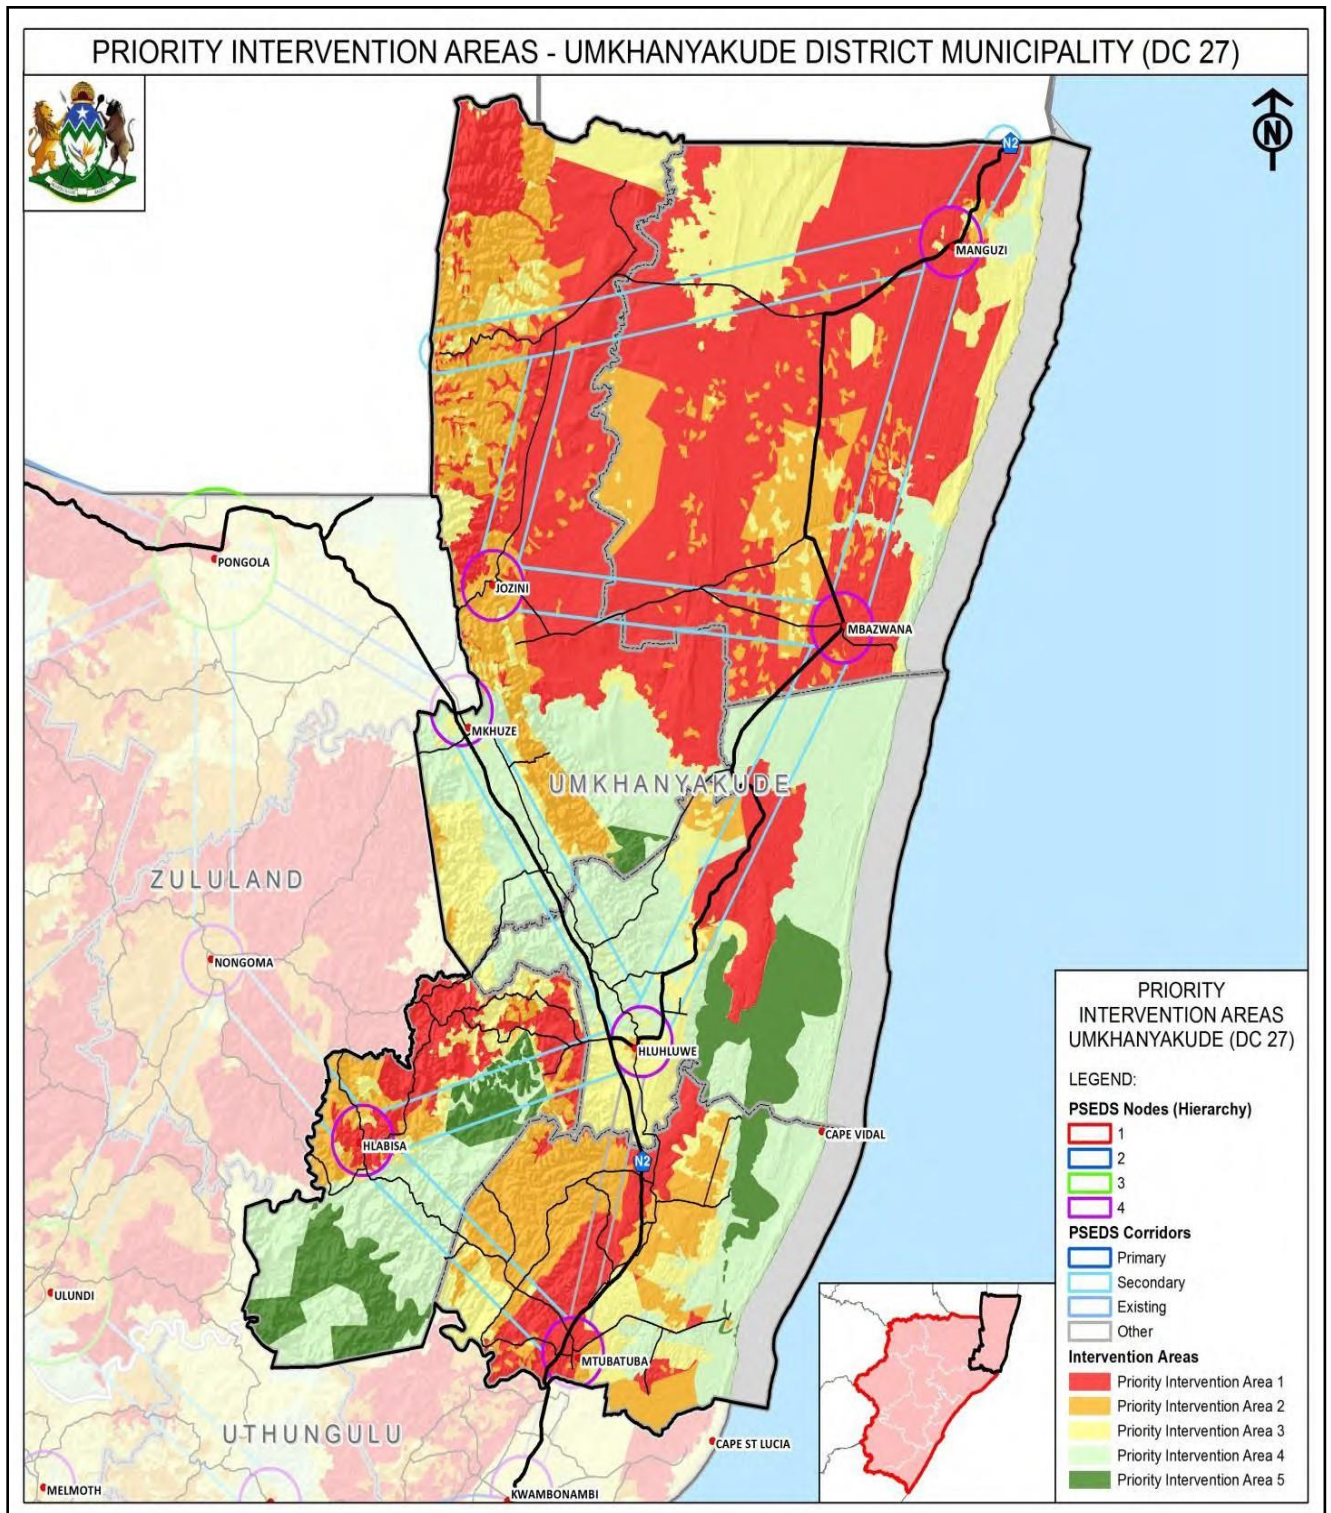 PRIORITY INTERVENTION AREAS - UMKHANYAKUDE DISTRICT MUNICIPALITY (DC 27)
N
N2
MANGUZI
PONGOLA
JOZINI
MBAZWANA
MKHUZE
UMKHANYAKUDE
ZULULAND
NONGOMA
HLUHLUWE
HLABISA
CAPE VIDAL
N2
ULUNDI
MTUBATUBA
UTHUNGULU
CAPE ST LUCIA
MELMOTH
KWAMBONAMBI
PRIORITY
INTERVENTION AREAS
UMKHANYAKUDE (DC 27)
LEGEND:
PSEDS Nodes (Hierarchy)
1
2
3
4
PSEDS Corridors
Primary
Secondary
Existing
Other
Intervention Areas
Priority Intervention Area 1
Priority Intervention Area 2
Priority Intervention Area 3
Priority Intervention Area 4
Priority Intervention Area 5